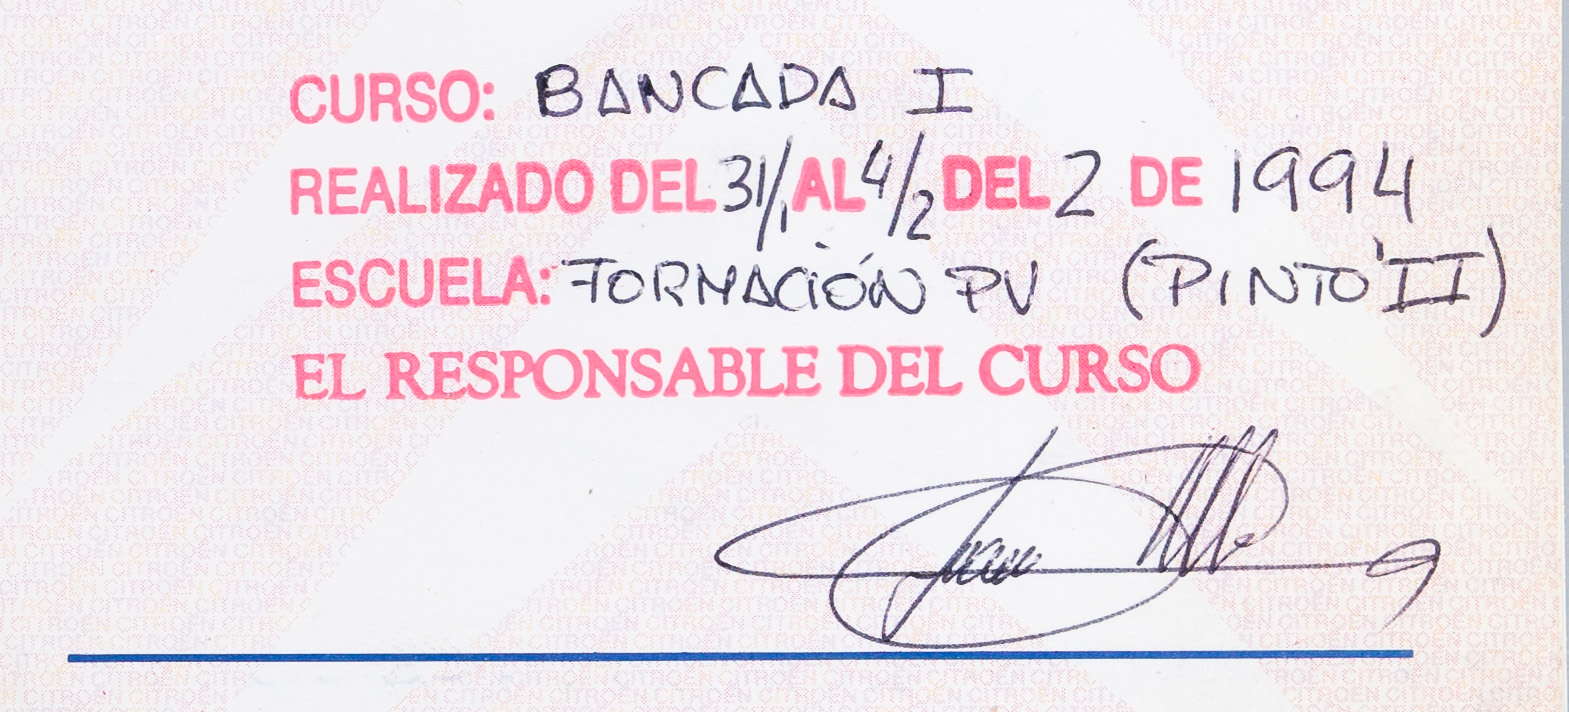 CURSO: BANCADA I
REALIZADO DEL 31/1 AL 4/2 DEL 2 DE 1994
ESCUELA: FORMACIÓN PV (PINTO II)
EL RESPONSABLE DEL CURSO